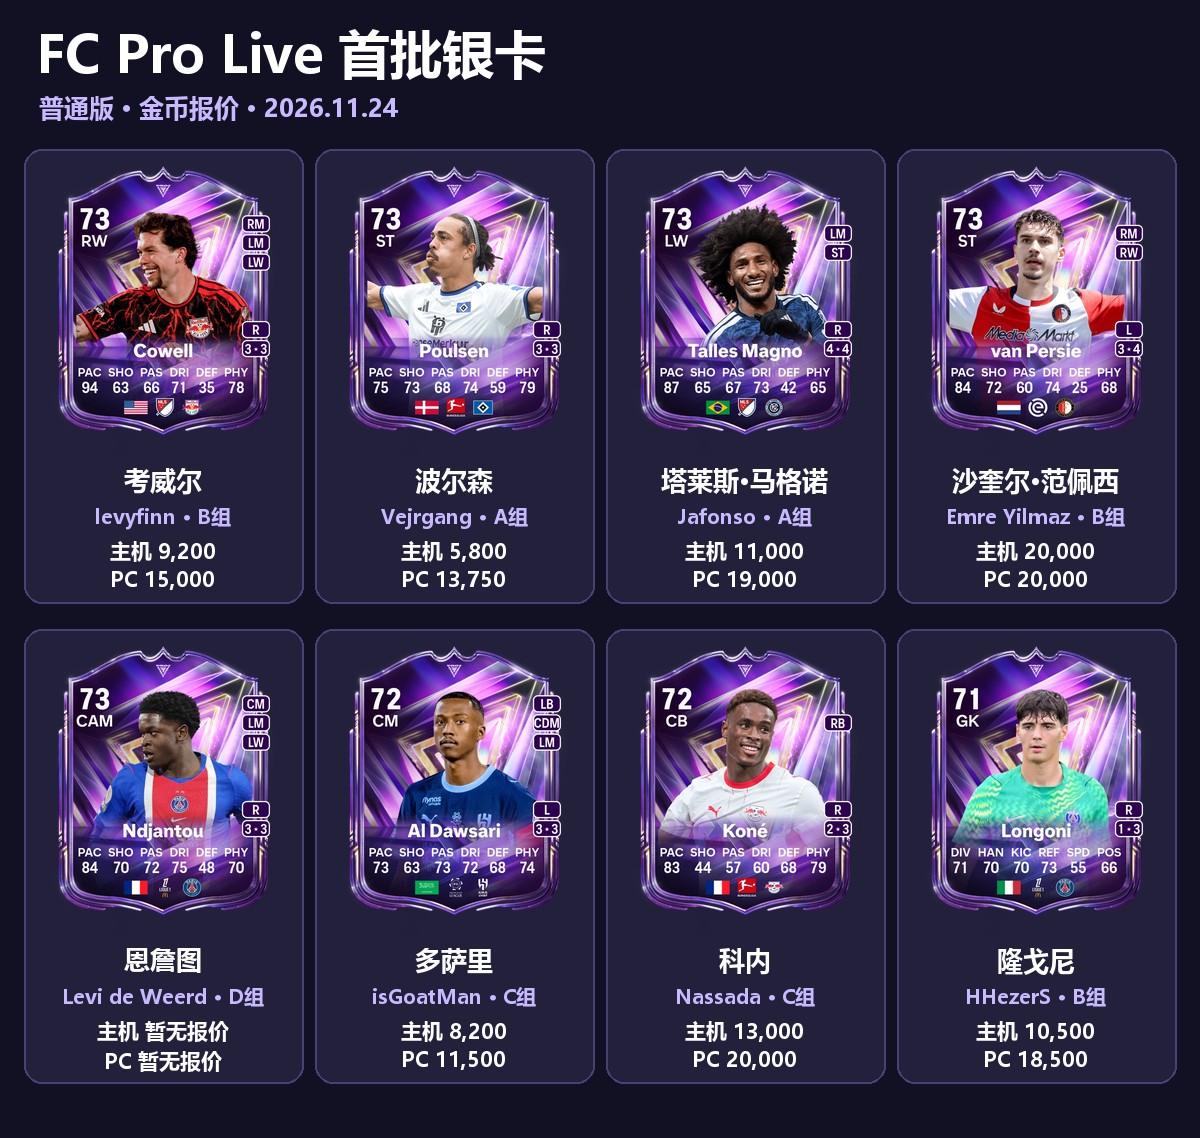 FC Pro Live 首批银卡
普通版 • 金币报价 • 2026.11.24
73
RW
RM
LM
LW
R
3 • 3
Cowell
PAC SHO PAS DRI DEF PHY
94 63 66 71 35 78
考威尔
levyfinn • B组
主机 9,200
PC 15,000
73
ST
R
3 • 3
Poulsen
PAC SHO PAS DRI DEF PHY
75 73 68 74 59 79
波尔森
Vejrgang • A组
主机 5,800
PC 13,750
73
LW
LM
ST
R
4 • 4
Talles Magno
PAC SHO PAS DRI DEF PHY
87 65 67 73 42 65
塔莱斯•马格诺
Jafonso • A组
主机 11,000
PC 19,000
73
ST
RM
RW
L
3 • 4
MediaMarkt
van Persie
PAC SHO PAS DRI DEF PHY
84 72 60 74 25 68
沙奎尔•范佩西
Emre Yilmaz • B组
主机 20,000
PC 20,000
73
CAM
CM
LM
LW
R
3 • 3
Ndjantou
PAC SHO PAS DRI DEF PHY
84 70 72 75 48 70
恩詹图
Levi de Weerd • D组
主机 暂无报价
PC 暂无报价
72
CM
LB
CDM
LM
L
3 • 3
flynas
Al Dawsari
PAC SHO PAS DRI DEF PHY
73 63 73 72 68 74
多萨里
isGoatMan • C组
主机 8,200
PC 11,500
72
CB
RB
R
2 • 3
Koné
PAC SHO PAS DRI DEF PHY
83 44 57 60 68 79
科内
Nassada • C组
主机 13,000
PC 20,000
71
GK
R
1 • 3
Longoni
DIV HAN KIC REF SPD POS
71 70 70 73 55 66
隆戈尼
HHezerS • B组
主机 10,500
PC 18,500